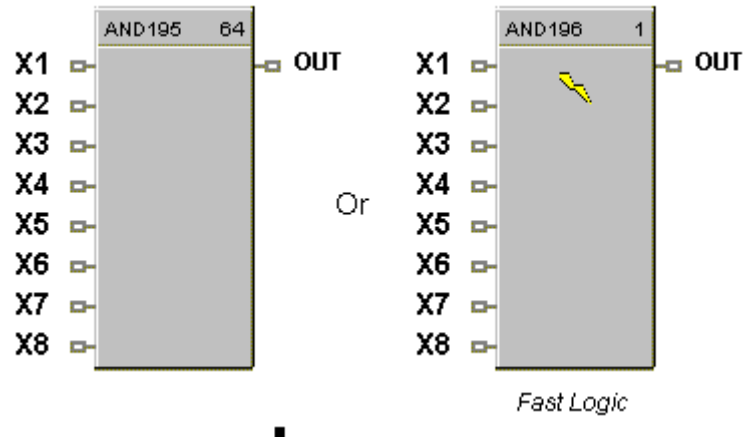 AND195 64
X1 OUT
X2
X3
X4
X5
X6
X7
X8
Or
AND196 1
X1 OUT
X2
X3
X4
X5
X6
X7
X8
Fast Logic